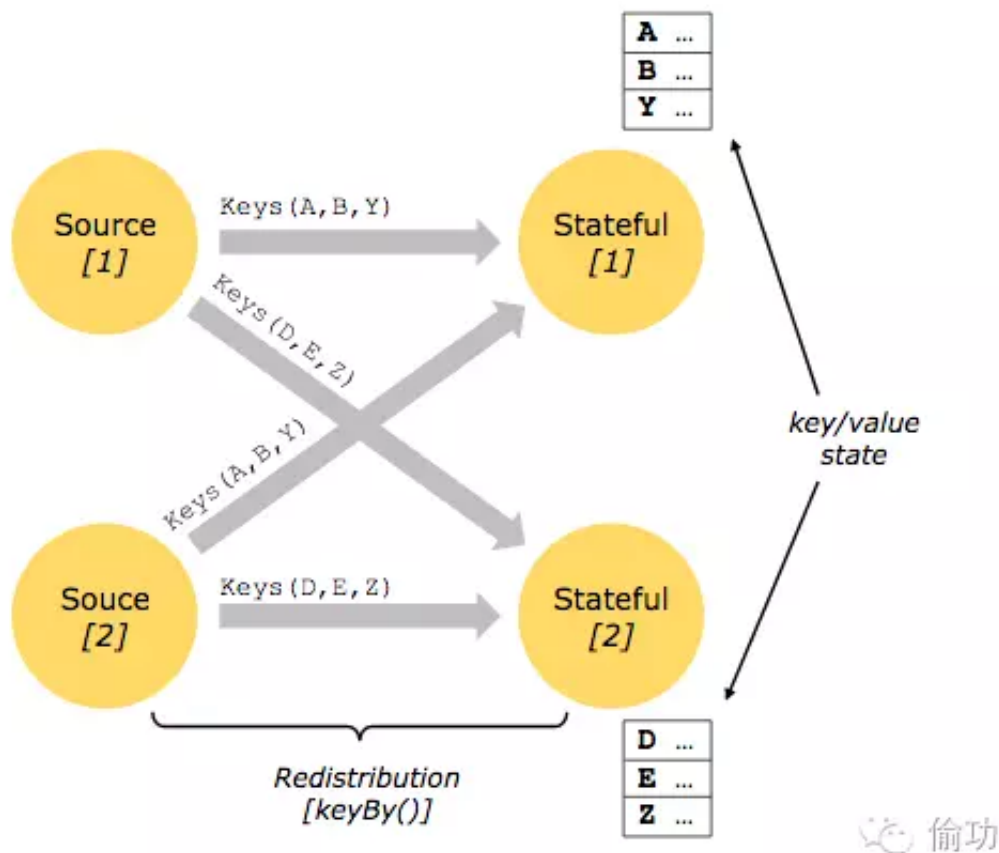 A ...
B ...
Y ...
Source
[1]
Keys(A,B,Y)
Stateful
[1]
Keys(D,E,Z)
key/value
state
Keys(A,B,Y)
Souce
[2]
Keys(D,E,Z)
Stateful
[2]
Redistribution
[keyBy()]
D ...
E ...
Z ...
偷功